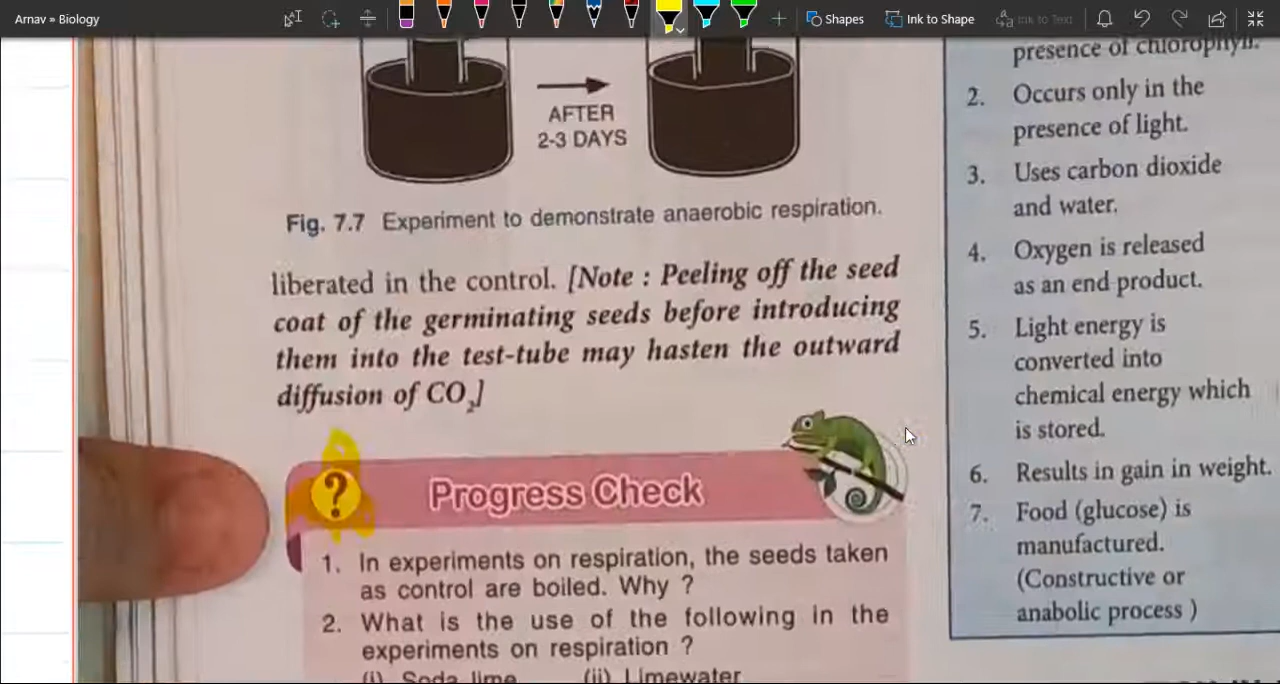 Arnav » Biology
Shapes
Ink to Shape
Ink to Text
AFTER
2-3 DAYS
Fig. 7.7 Experiment to demonstrate anaerobic respiration.
liberated in the control. [Note : Peeling off the seed
coat of the germinating seeds before introducing
them into the test-tube may hasten the outward
diffusion of CO₂]
?
Progress Check
1. In experiments on respiration, the seeds taken
as control are boiled. Why ?
2. What is the use of the following in the
experiments on respiration ?
(i) Soda lime (ii) Limewater
presence of chlorophyll.
2. Occurs only in the
presence of light.
3. Uses carbon dioxide
and water.
4. Oxygen is released
as an end product.
5. Light energy is
converted into
chemical energy which
is stored.
6. Results in gain in weight.
7. Food (glucose) is
manufactured.
(Constructive or
anabolic process )